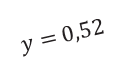 y = 0,52